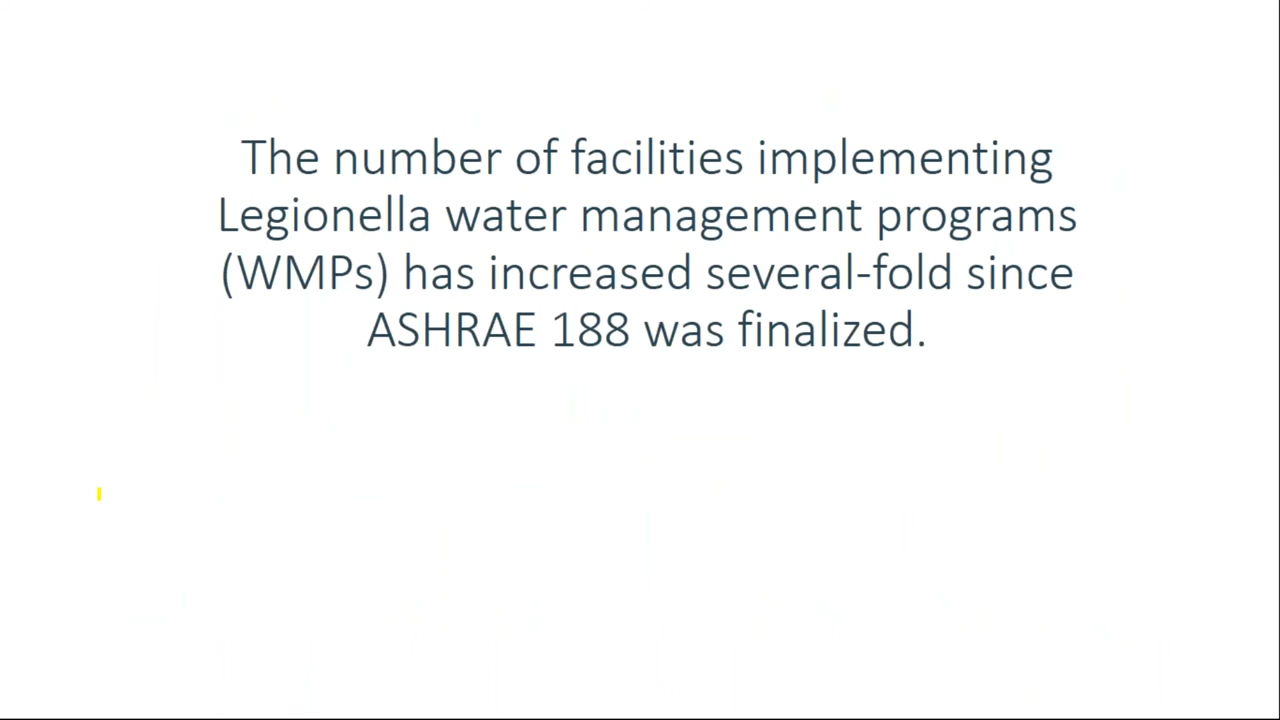 The number of facilities implementing
Legionella water management programs
(WMPs) has increased several-fold since
ASHRAE 188 was finalized.